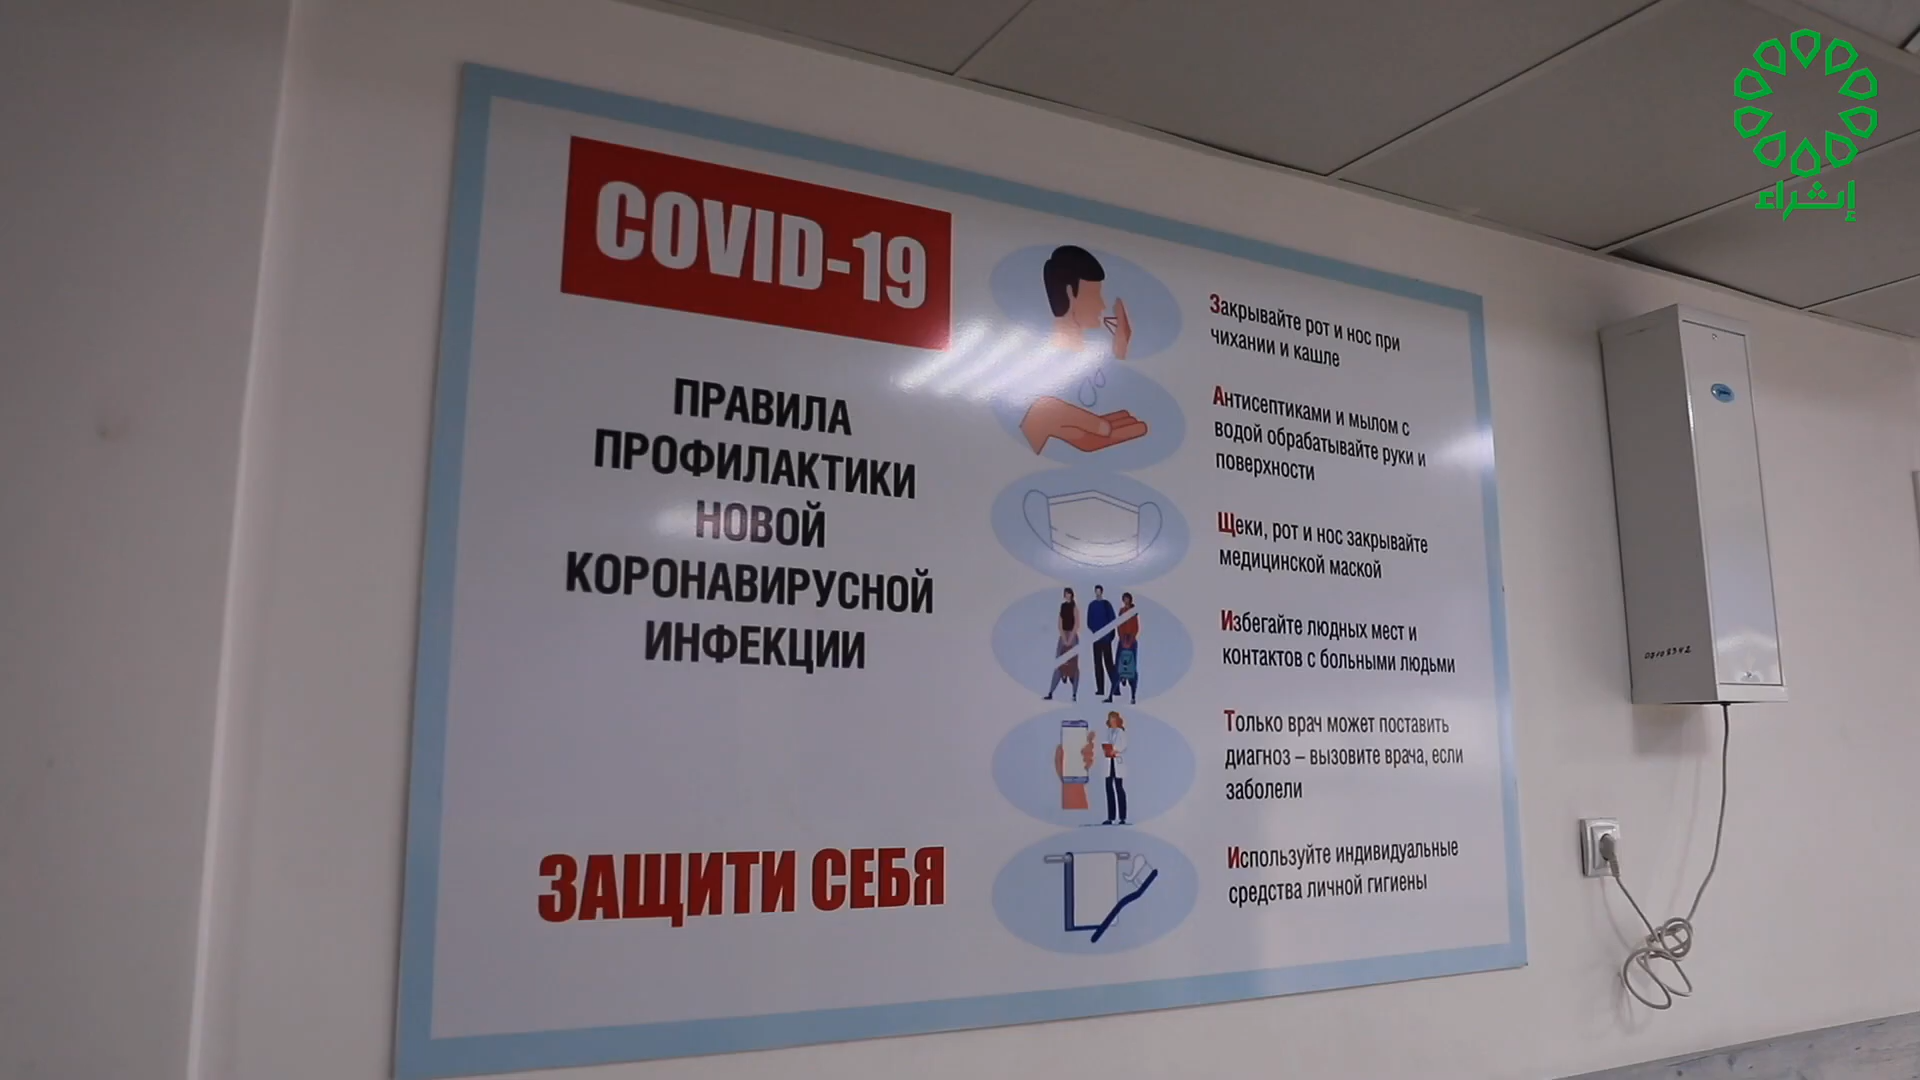 COVID-19
ПРАВИЛА
ПРОФИЛАКТИКИ
НОВОЙ
КОРОНАВИРУСНОЙ
ИНФЕКЦИИ
ЗАЩИТИ СЕБЯ
Закрывайте рот и нос при
чихании и кашле
Антисептиками и мылом с
водой обрабатывайте руки и
поверхности
Щеки, рот и нос закрывайте
медицинской маской
Избегайте людных мест и
контактов с больными людьми
Только врач может поставить
диагноз – вызовите врача, если
заболели
Используйте индивидуальные
средства личной гигиены
إثراء